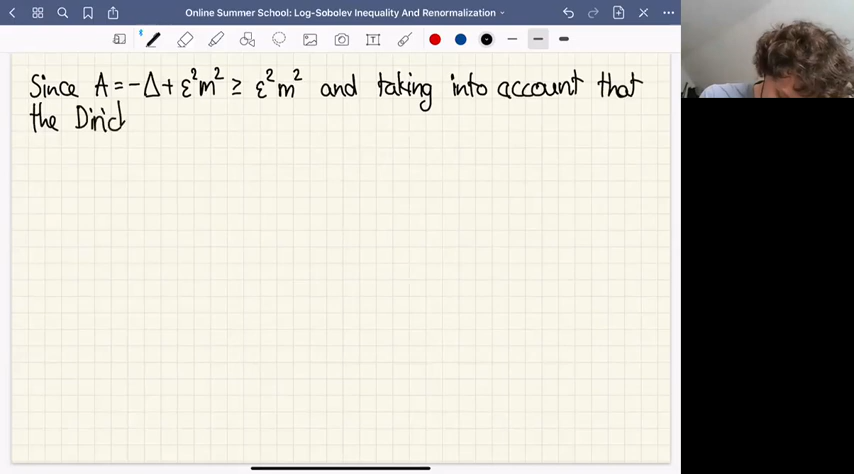 Online Summer School: Log-Sobolev Inequality And Renormalization
Since A = -Δ + ε²m² ≥ ε²m² and taking into account that
the Dirid